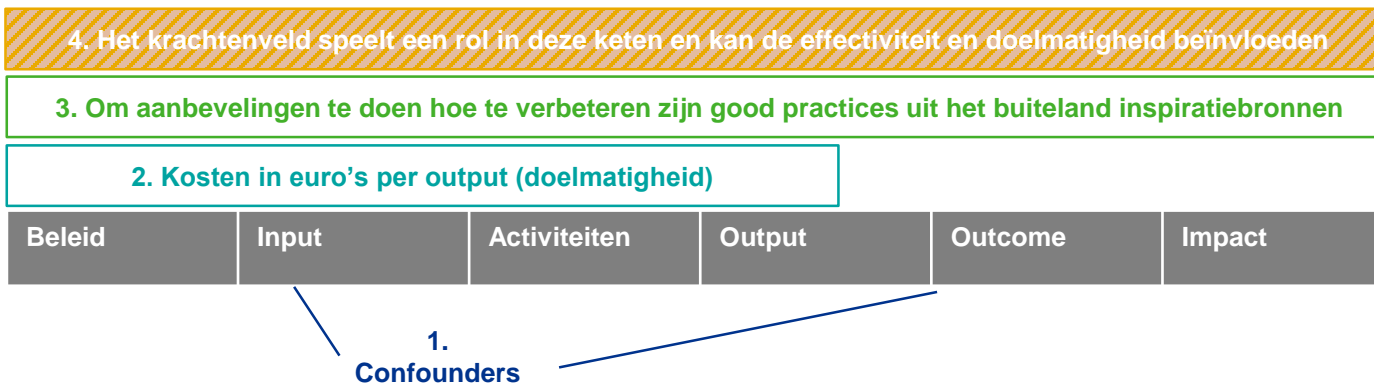 4. Het krachtenveld speelt een rol in deze keten en kan de effectiviteit en doelmatigheid beïnvloeden
3. Om aanbevelingen te doen hoe te verbeteren zijn good practices uit het buiteland inspiratiebronnen
2. Kosten in euro's per output (doelmatigheid)
Beleid Input Activiteiten Output Outcome Impact
1.
Confounders